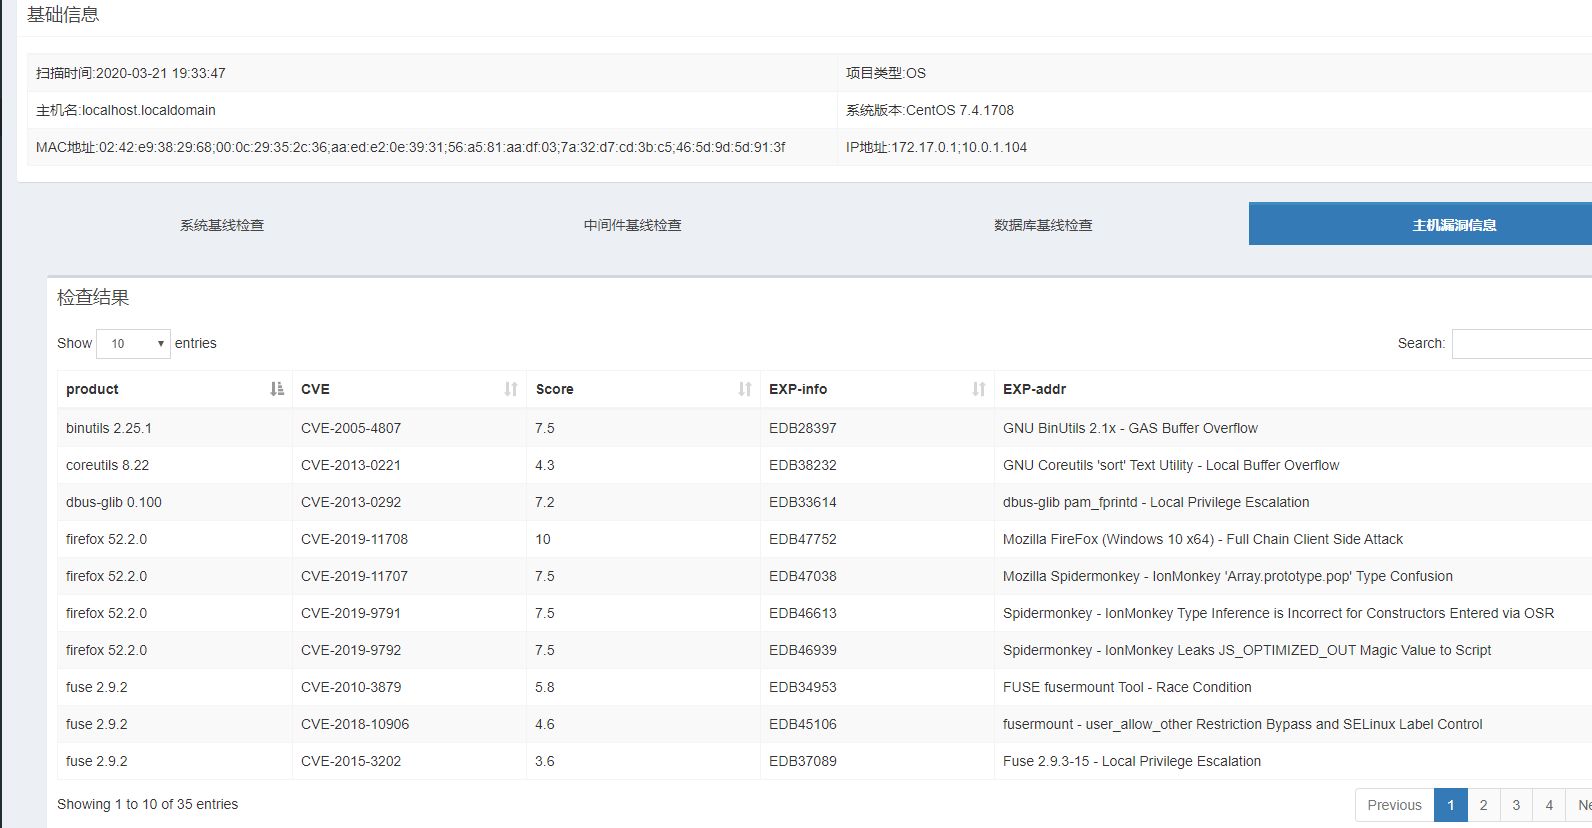 基础信息
扫描时间:2020-03-21 19:33:47 项目类型:OS
主机名:localhost.localdomain 系统版本:CentOS 7.4.1708
MAC地址:02:42:e9:38:29:68;00:0c:29:35:2c:36;aa:ed:e2:0e:39:31;56:a5:81:aa:df:03;7a:32:d7:cd:3b:c5;46:5d:9d:5d:91:3f IP地址:172.17.0.1;10.0.1.104
系统基线检查 中间件基线检查 数据库基线检查 主机漏洞信息
检查结果
Show 10 entries Search:
product CVE Score EXP-info EXP-addr
binutils 2.25.1 CVE-2005-4807 7.5 EDB28397 GNU BinUtils 2.1x - GAS Buffer Overflow
coreutils 8.22 CVE-2013-0221 4.3 EDB38232 GNU Coreutils 'sort' Text Utility - Local Buffer Overflow
dbus-glib 0.100 CVE-2013-0292 7.2 EDB33614 dbus-glib pam_fprintd - Local Privilege Escalation
firefox 52.2.0 CVE-2019-11708 10 EDB47752 Mozilla FireFox (Windows 10 x64) - Full Chain Client Side Attack
firefox 52.2.0 CVE-2019-11707 7.5 EDB47038 Mozilla Spidermonkey - IonMonkey 'Array.prototype.pop' Type Confusion
firefox 52.2.0 CVE-2019-9791 7.5 EDB46613 Spidermonkey - IonMonkey Type Inference is Incorrect for Constructors Entered via OSR
firefox 52.2.0 CVE-2019-9792 7.5 EDB46939 Spidermonkey - IonMonkey Leaks JS_OPTIMIZED_OUT Magic Value to Script
fuse 2.9.2 CVE-2010-3879 5.8 EDB34953 FUSE fusermount Tool - Race Condition
fuse 2.9.2 CVE-2018-10906 4.6 EDB45106 fusermount - user_allow_other Restriction Bypass and SELinux Label Control
fuse 2.9.2 CVE-2015-3202 3.6 EDB37089 Fuse 2.9.3-15 - Local Privilege Escalation
Showing 1 to 10 of 35 entries Previous 1 2 3 4 Ne